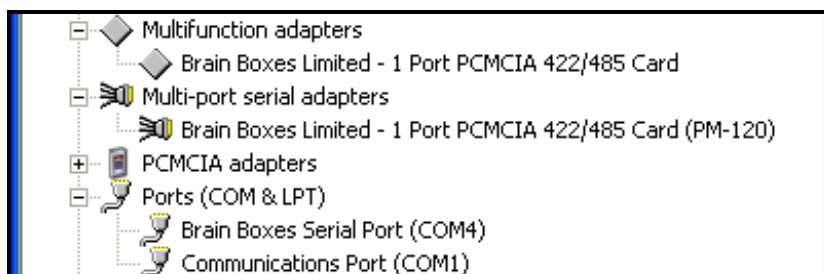 Multifunction adapters
Brain Boxes Limited - 1 Port PCMCIA 422/485 Card
Multi-port serial adapters
Brain Boxes Limited - 1 Port PCMCIA 422/485 Card (PM-120)
PCMCIA adapters
Ports (COM & LPT)
Brain Boxes Serial Port (COM4)
Communications Port (COM1)